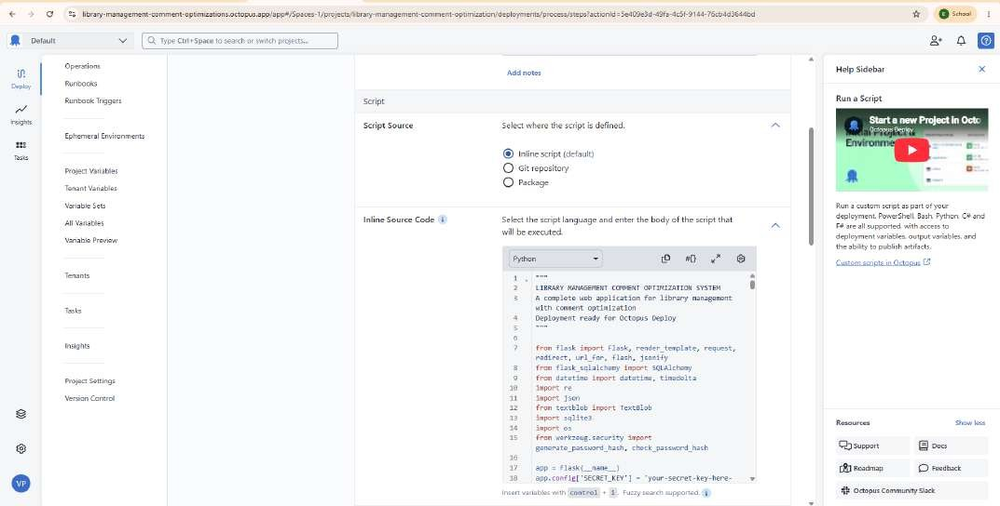 library-management-comment-optimizations.octopus.app/app#/Spaces-1/projects/library-management-comment-optimization/deployments/process/steps?actionId=5e409e3d-49fa-4c5f-9144-76cb4d3644bd
E School
Default
Type Ctrl+Space to search or switch projects...
Deploy
Insights
Tasks
VP
Operations
Runbooks
Runbook Triggers
Ephemeral Environments
Project Variables
Tenant Variables
Variable Sets
All Variables
Variable Preview
Tenants
Tasks
Insights
Project Settings
Version Control
Add notes
Script
Script Source
Select where the script is defined.
Inline script (default)
Git repository
Package
Inline Source Code
Select the script language and enter the body of the script that
will be executed.
Python
#{}
1 """
2 LIBRARY MANAGEMENT COMMENT OPTIMIZATION SYSTEM
3 A complete web application for library management
with comment optimization
4 Deployment ready for Octopus Deploy
5 """
6
7 from flask import Flask, render_template, request,
redirect, url_for, flash, jsonify
8 from flask_sqlalchemy import SQLAlchemy
9 from datetime import datetime, timedelta
10 import re
11 import json
12 from textblob import TextBlob
13 import sqlite3
14 import os
15 from werkzeug.security import
generate_password_hash, check_password_hash
16
17 app = Flask(__name__)
18 app.config['SECRET_KEY'] = 'your-secret-key-here-
Insert variables with control + i. Fuzzy search supported.
Help Sidebar
Run a Script
Start a new Project in Octo
Octopus Deploy
Initial Project &
Environment
Run a custom script as part of your
deployment. PowerShell, Bash, Python, C# and
F# are all supported, with access to
deployment variables, output variables, and
the ability to publish artifacts.
Custom scripts in Octopus
Resources
Show less
Support
Docs
Roadmap
Feedback
Octopus Community Slack